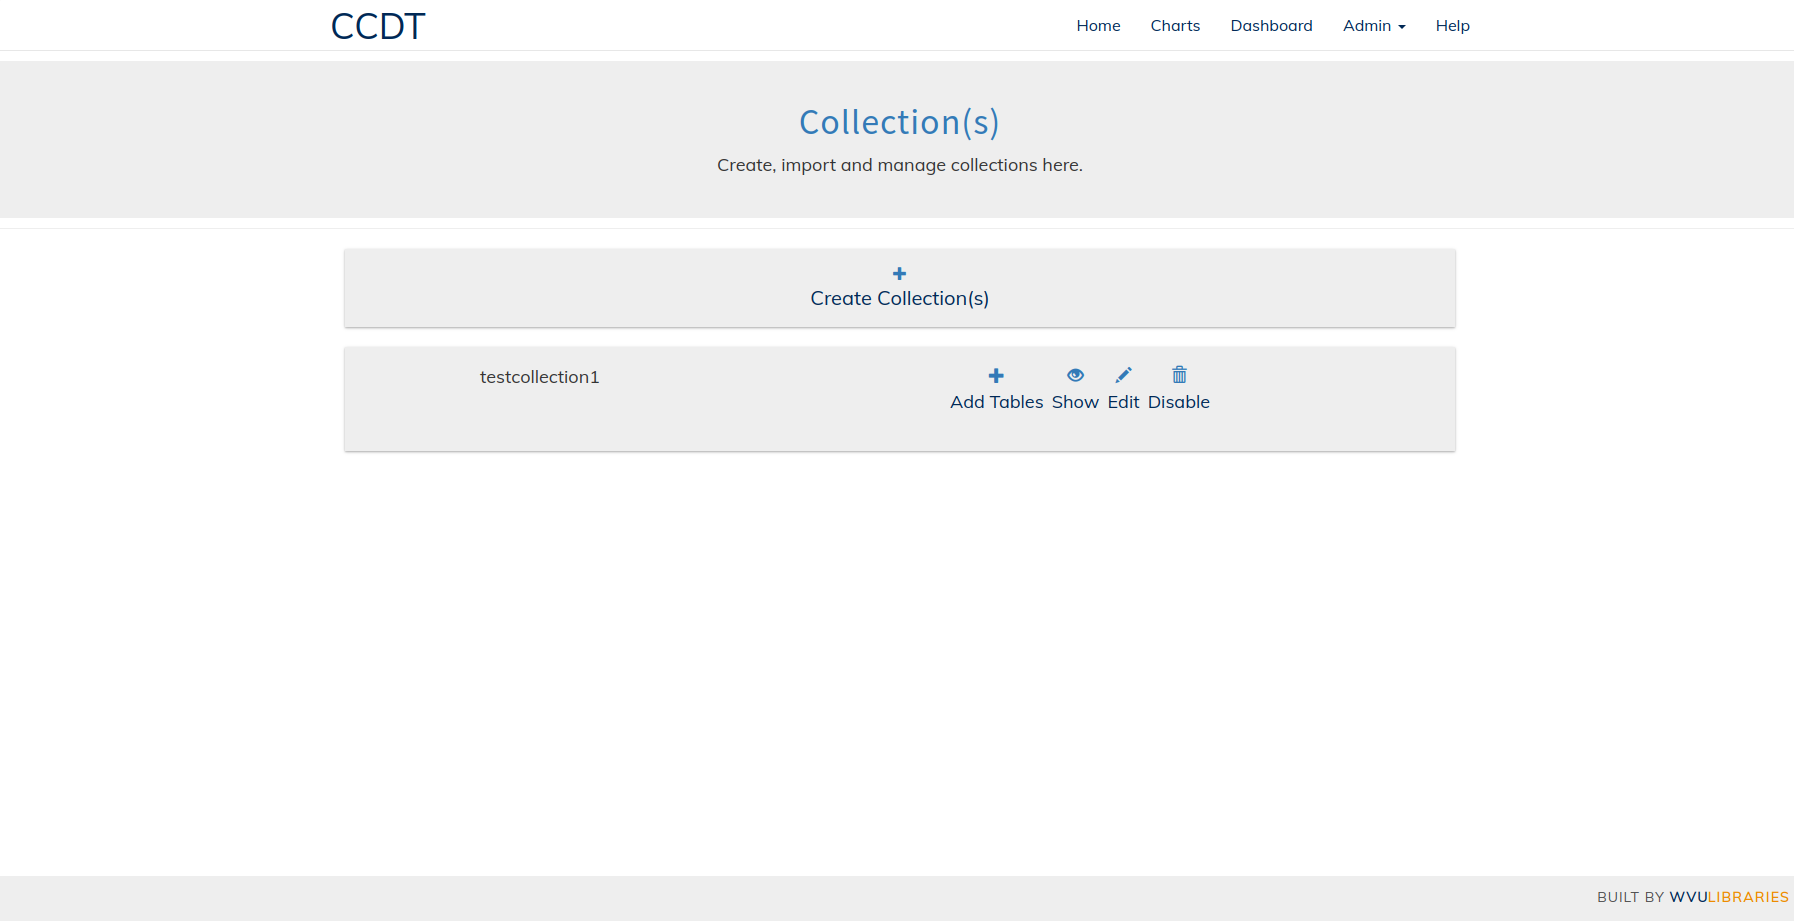 CCDT
Home Charts Dashboard Admin Help
Collection(s)
Create, import and manage collections here.
Create Collection(s)
testcollection1
Add Tables Show Edit Disable
BUILT BY WVULIBRARIES